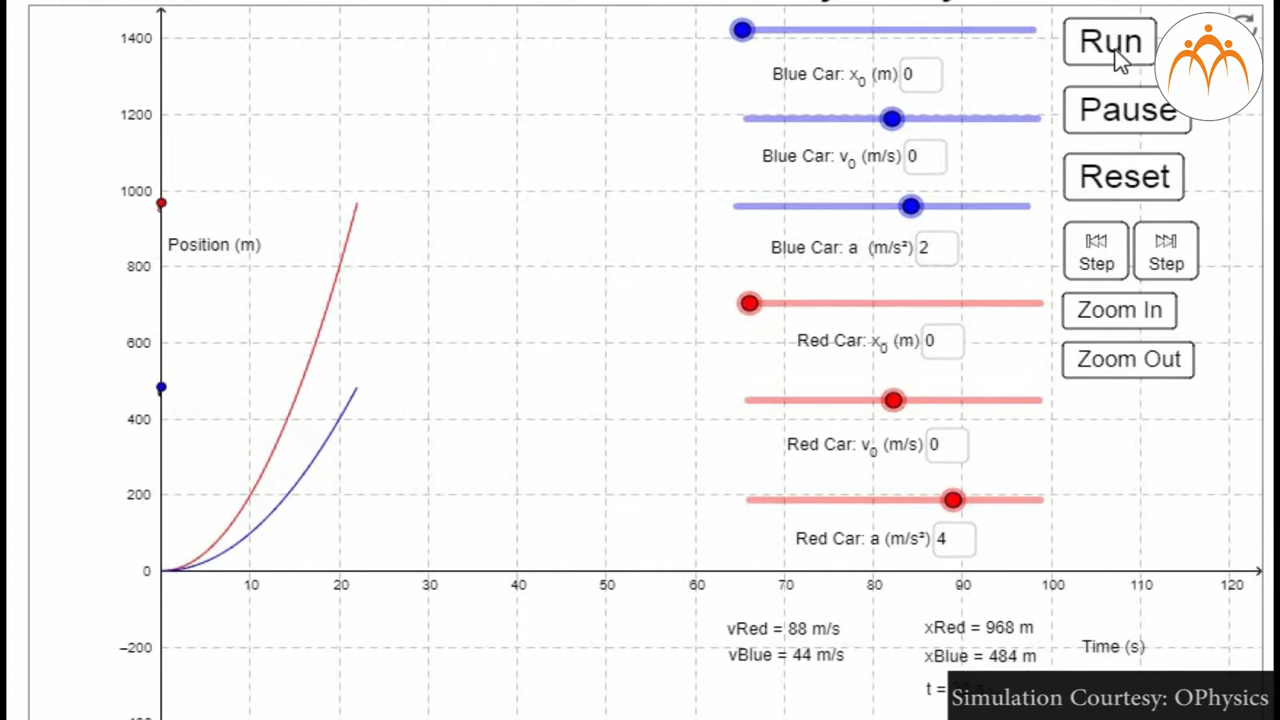 1400
1200
1000
800
600
400
200
0
−200
Position (m)
10 20 30 40 50 60 70 80 90 100 110 120
Time (s)
Blue Car: x0 (m) 0
Blue Car: v0 (m/s) 0
Blue Car: a (m/s²) 2
Red Car: x0 (m) 0
Red Car: v0 (m/s) 0
Red Car: a (m/s²) 4
Run
Pause
Reset
Step Step
Zoom In
Zoom Out
vRed = 88 m/s
vBlue = 44 m/s
xRed = 968 m
xBlue = 484 m
t =
Simulation Courtesy: OPhysics